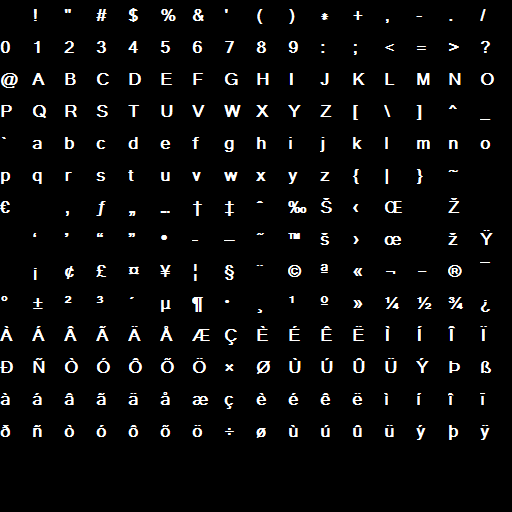 ! " # $ % & ' ( ) * + , - . /
0 1 2 3 4 5 6 7 8 9 : ; < = > ?
@ A B C D E F G H I J K L M N O
P Q R S T U V W X Y Z [ \ ] ^ _
` a b c d e f g h i j k l m n o
p q r s t u v w x y z { | } ~
€ ‚ ƒ „ … † ‡ ˆ ‰ Š ‹ Œ Ž
‘ ’ “ ” • – — ˜ ™ š › œ ž Ÿ
¡ ¢ £ ¤ ¥ ¦ § ¨ © ª « ¬ - ® ¯
° ± ² ³ ´ µ ¶ · ¸ ¹ º » ¼ ½ ¾ ¿
À Á Â Ã Ä Å Æ Ç È É Ê Ë Ì Í Î Ï
Ð Ñ Ò Ó Ô Õ Ö × Ø Ù Ú Û Ü Ý Þ ß
à á â ã ä å æ ç è é ê ë ì í î ï
ð ñ ò ó ô õ ö ÷ ø ù ú û ü ý þ ÿ